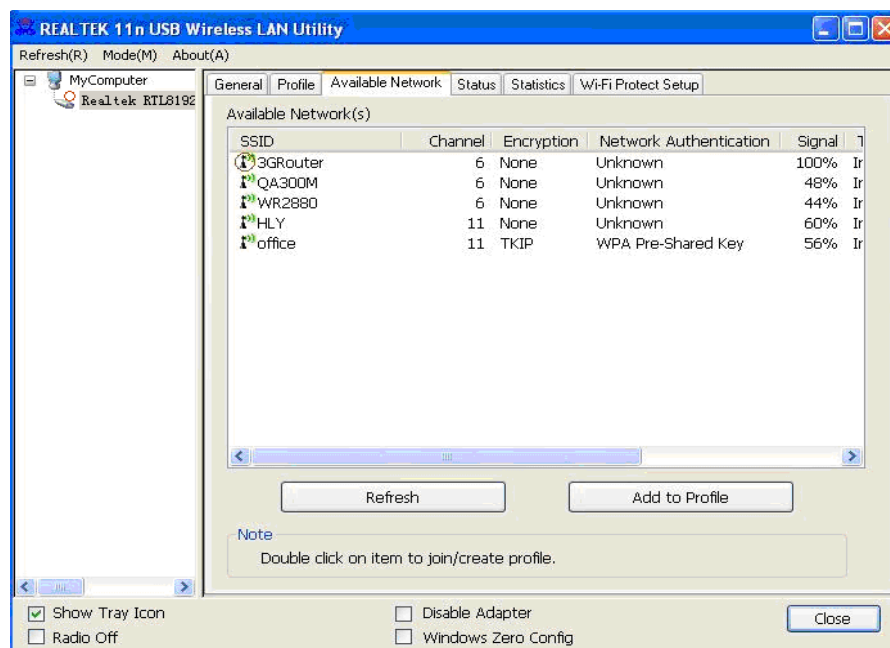 REALTEK 11n USB Wireless LAN Utility
Refresh(R) Mode(M) About(A)
MyComputer
Realtek RTL8192
General Profile Available Network Status Statistics Wi-Fi Protect Setup
Available Network(s)
SSID Channel Encryption Network Authentication Signal
3GRouter 6 None Unknown 100%
QA300M 6 None Unknown 48%
WR2880 6 None Unknown 44%
HLY 11 None Unknown 60%
office 11 TKIP WPA Pre-Shared Key 56%
Refresh Add to Profile
Note
Double click on item to join/create profile.
Show Tray Icon Disable Adapter Close
Radio Off Windows Zero Config